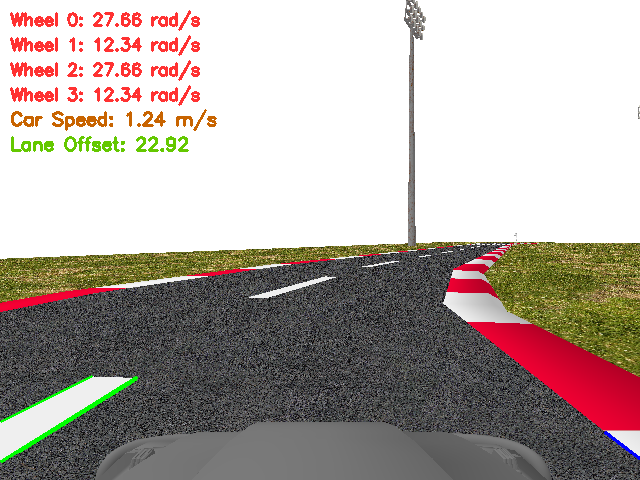 Wheel 0: 27.66 rad/s
Wheel 1: 12.34 rad/s
Wheel 2: 27.66 rad/s
Wheel 3: 12.34 rad/s
Car Speed: 1.24 m/s
Lane Offset: 22.92